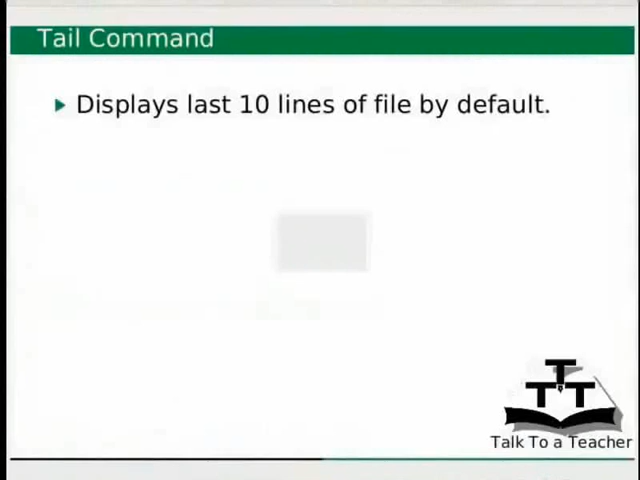 Tail Command
Displays last 10 lines of file by default.
T
T T
Talk To a Teacher